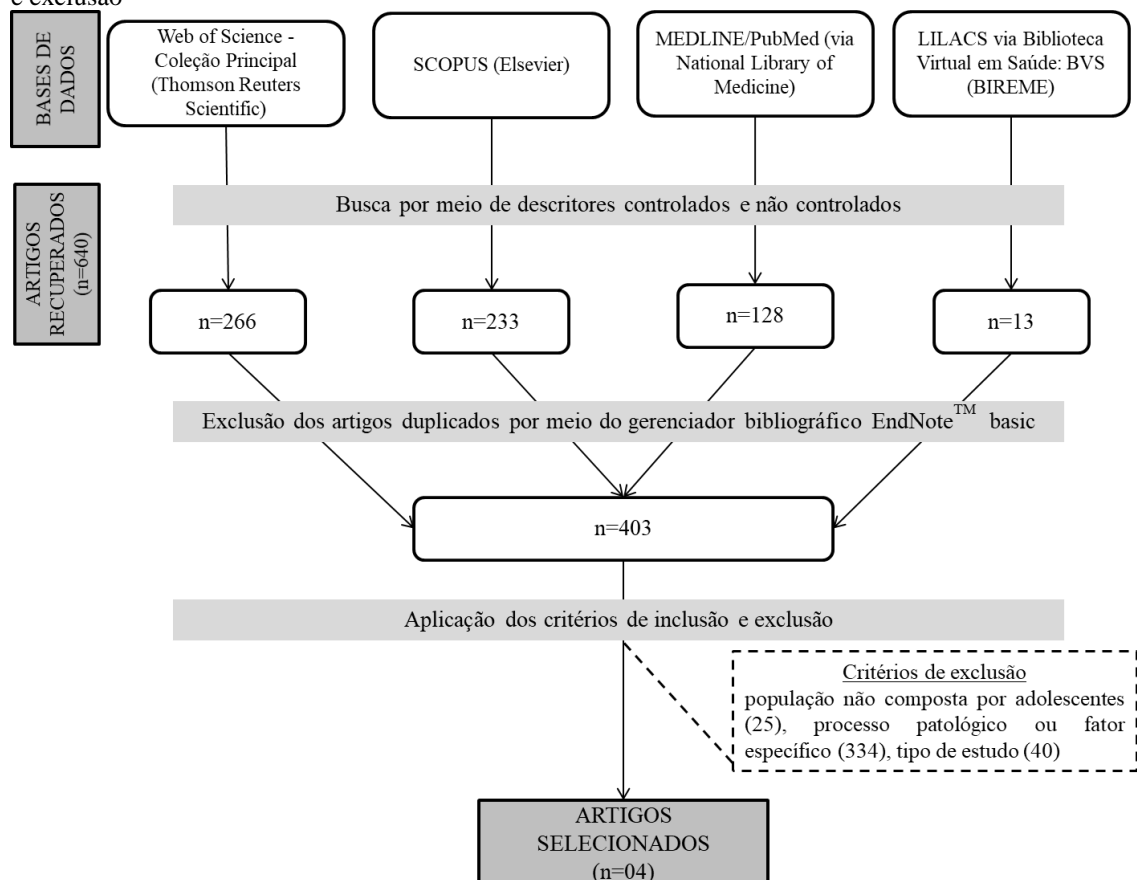 e exclusão
BASES DE
DADOS
Web of Science -
Coleção Principal
(Thomson Reuters
Scientific)
SCOPUS (Elsevier)
MEDLINE/PubMed (via
National Library of
Medicine)
LILACS via Biblioteca
Virtual em Saúde: BVS
(BIREME)
ARTIGOS
RECUPERADOS
(n=640)
Busca por meio de descritores controlados e não controlados
n=266
n=233
n=128
n=13
Exclusão dos artigos duplicados por meio do gerenciador bibliográfico EndNote™ basic
n=403
Aplicação dos critérios de inclusão e exclusão
Critérios de exclusão
população não composta por adolescentes
(25), processo patológico ou fator
específico (334), tipo de estudo (40)
ARTIGOS
SELECIONADOS
(n=04)